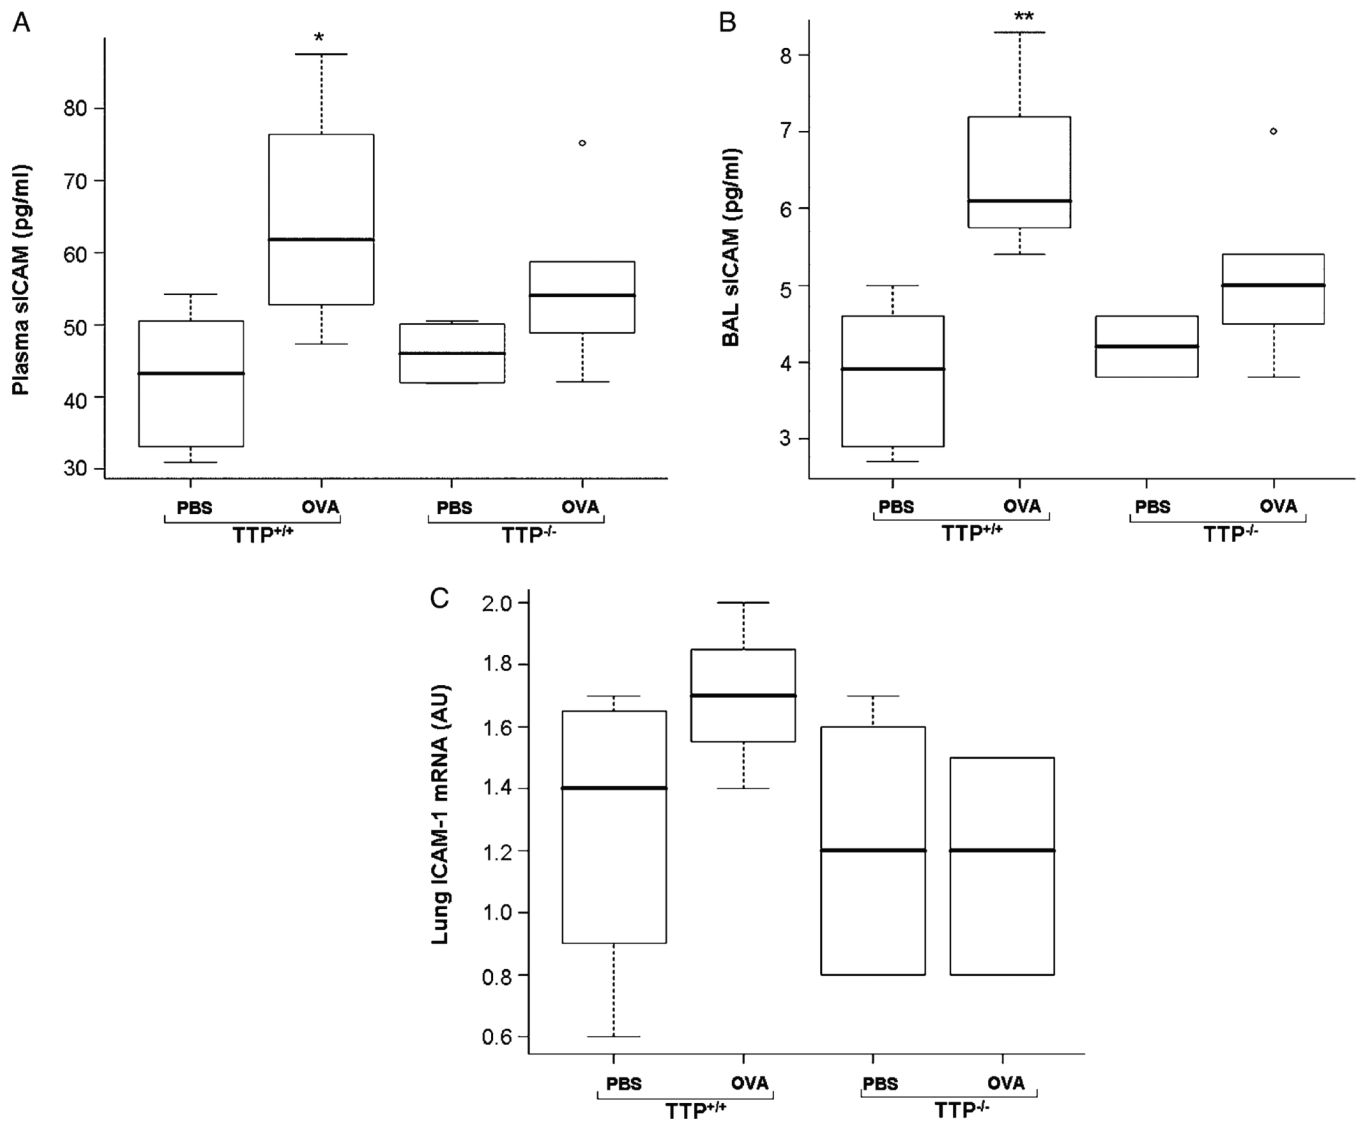 A
*
Plasma sICAM (pg/ml)
80
70
60
50
40
30
PBS OVA PBS OVA
TTP+/+ TTP-/-
B
**
BAL sICAM (pg/ml)
8
7
6
5
4
3
PBS OVA PBS OVA
TTP+/+ TTP-/-
C
Lung ICAM-1 mRNA (AU)
2.0
1.8
1.6
1.4
1.2
1.0
0.8
0.6
PBS OVA PBS OVA
TTP+/+ TTP-/-